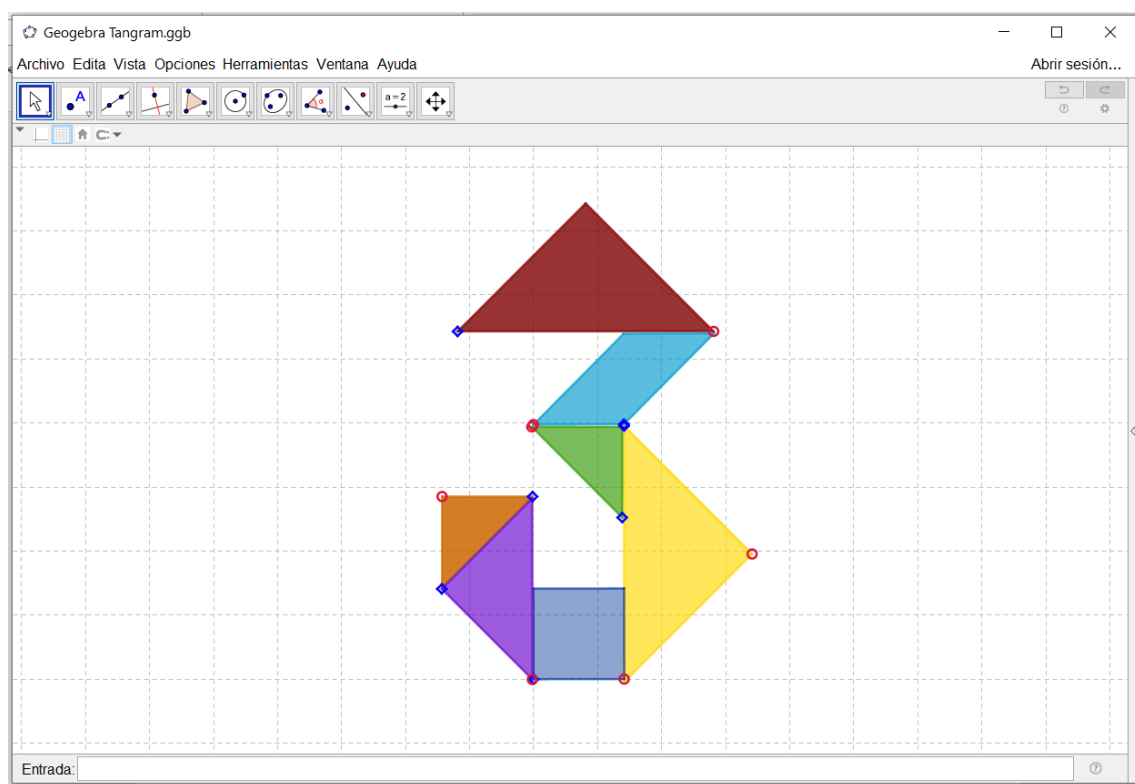 Geogebra Tangram.ggb
Archivo Edita Vista Opciones Herramientas Ventana Ayuda
Abrir sesión...
A
α
a=2
Entrada: